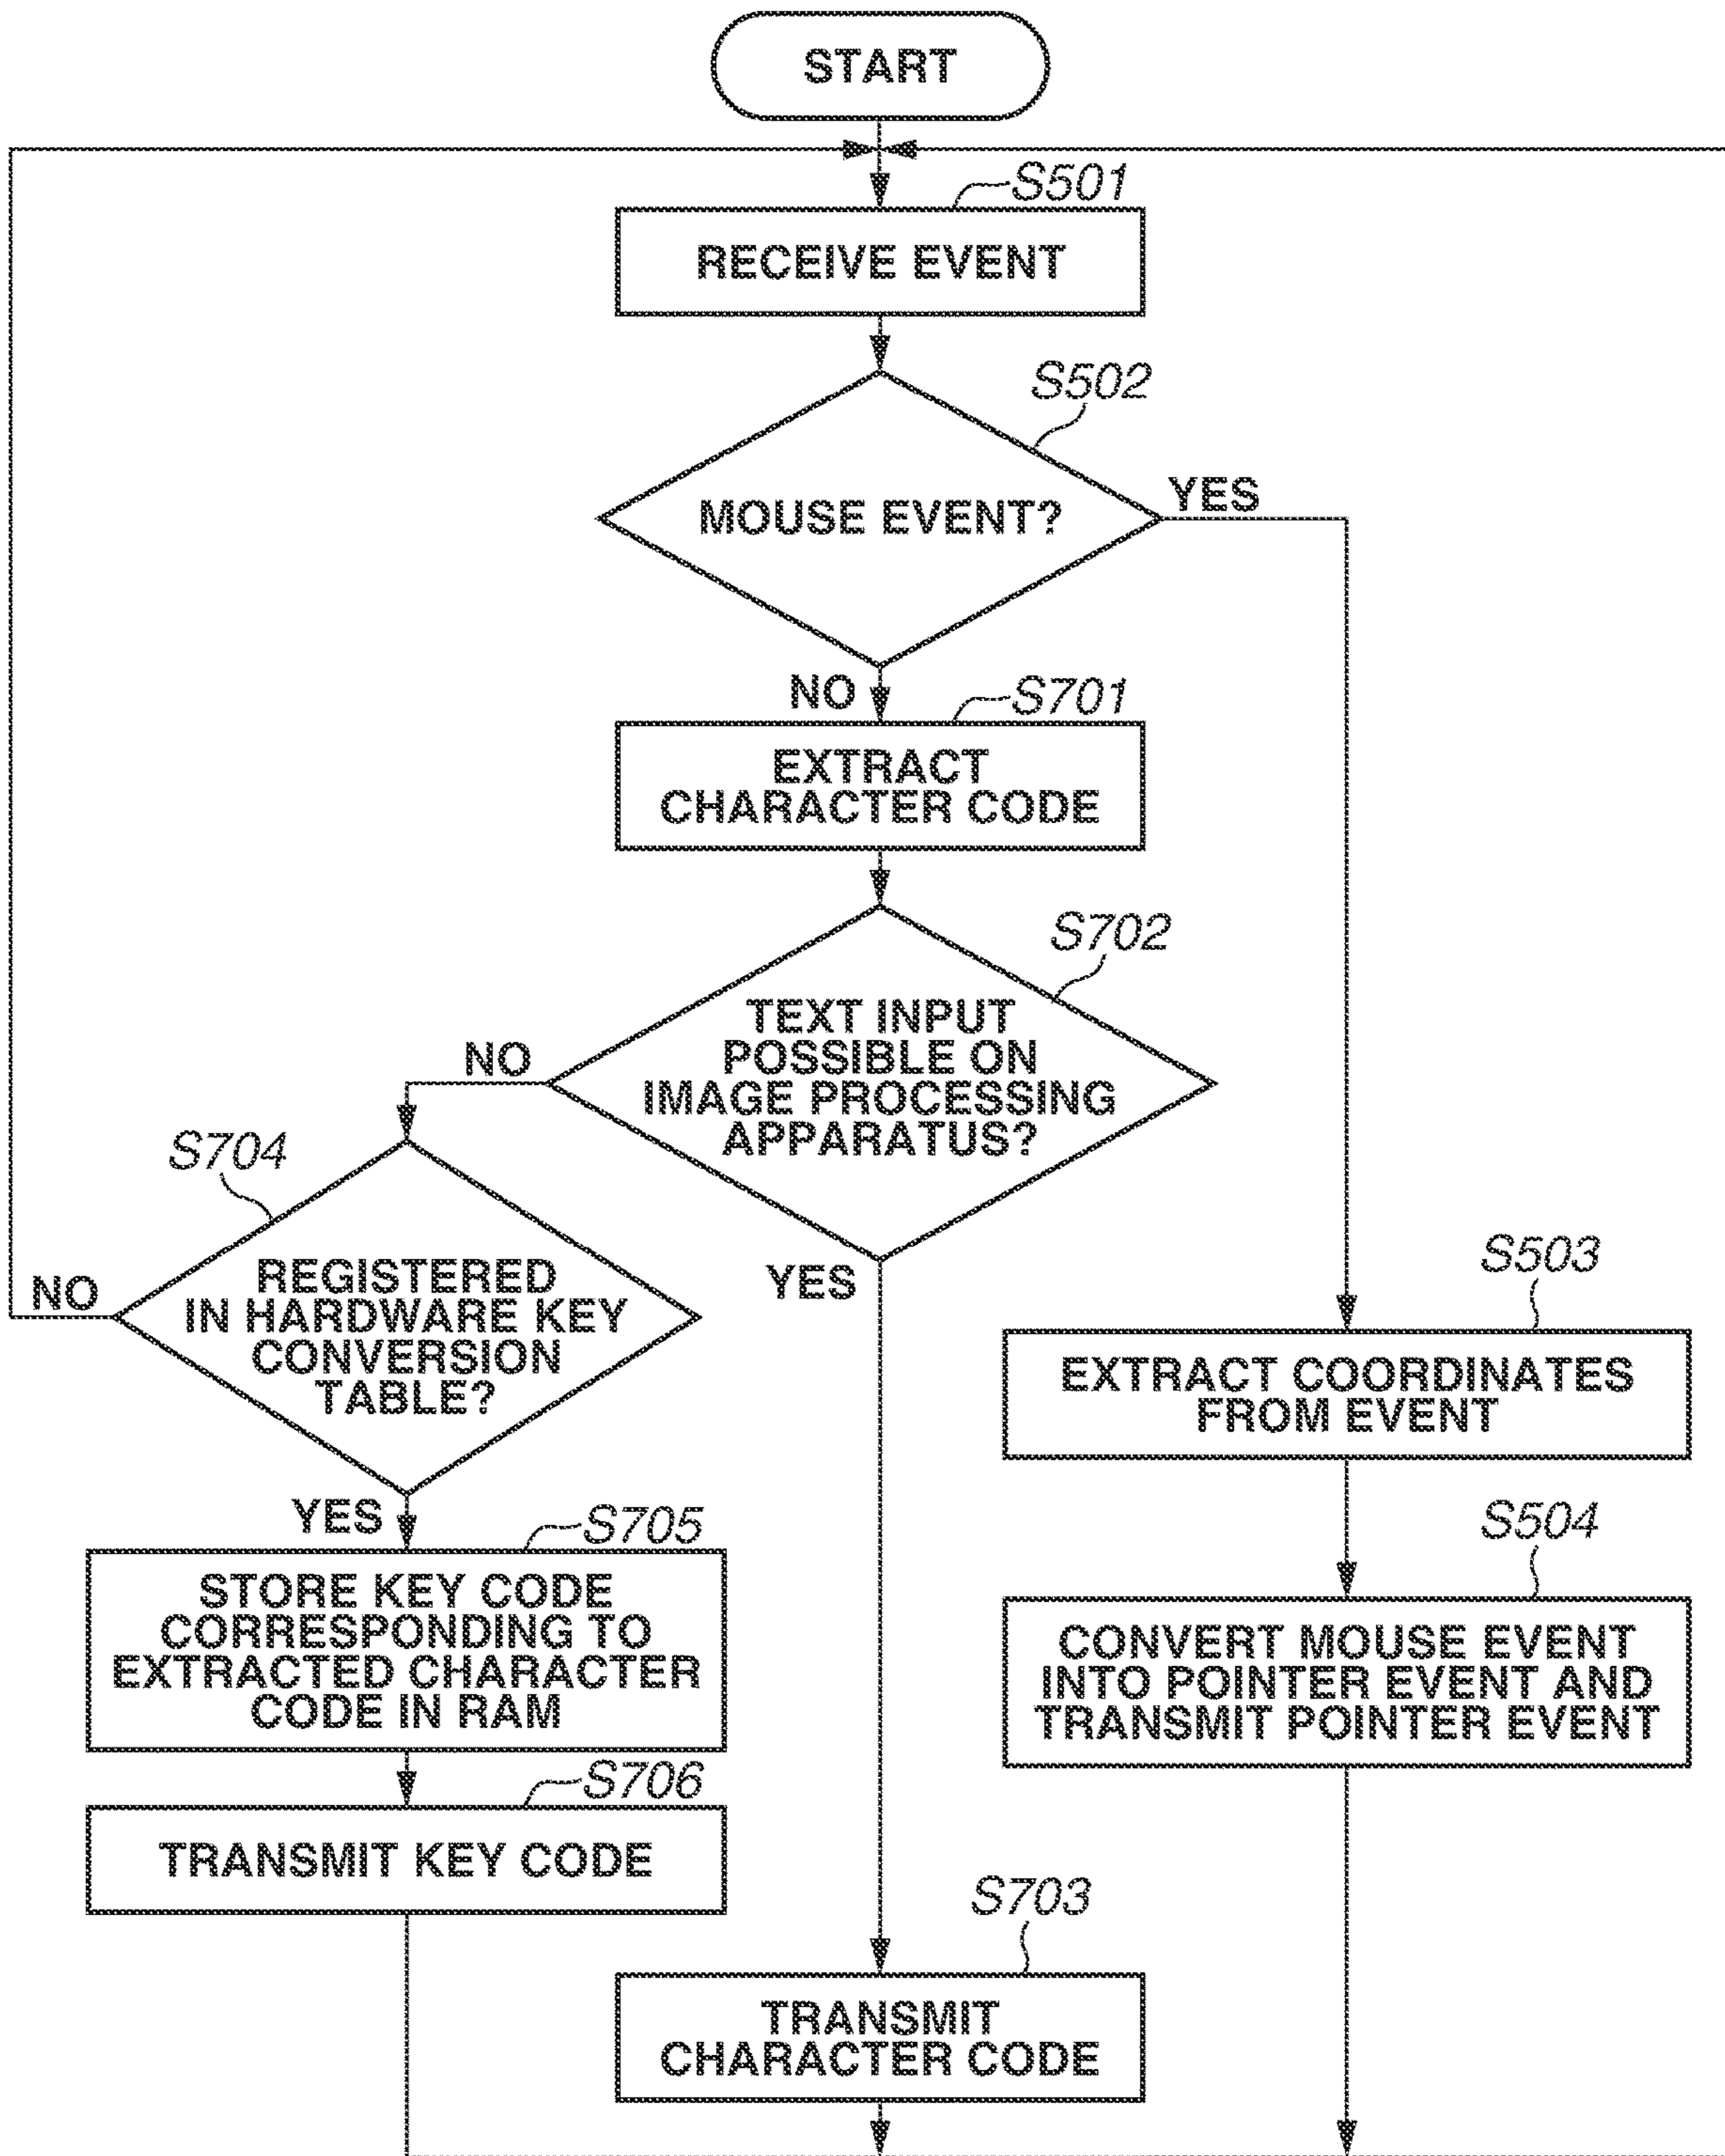 START
S501
RECEIVE EVENT
S502
MOUSE EVENT?
YES
NO
S701
EXTRACT
CHARACTER CODE
S702
TEXT INPUT
POSSIBLE ON
IMAGE PROCESSING
APPARATUS?
NO
YES
S704
REGISTERED
IN HARDWARE KEY
CONVERSION
TABLE?
NO
YES
S503
EXTRACT COORDINATES
FROM EVENT
S705
STORE KEY CODE
CORRESPONDING TO
EXTRACTED CHARACTER
CODE IN RAM
S504
CONVERT MOUSE EVENT
INTO POINTER EVENT AND
TRANSMIT POINTER EVENT
S706
TRANSMIT KEY CODE
S703
TRANSMIT
CHARACTER CODE